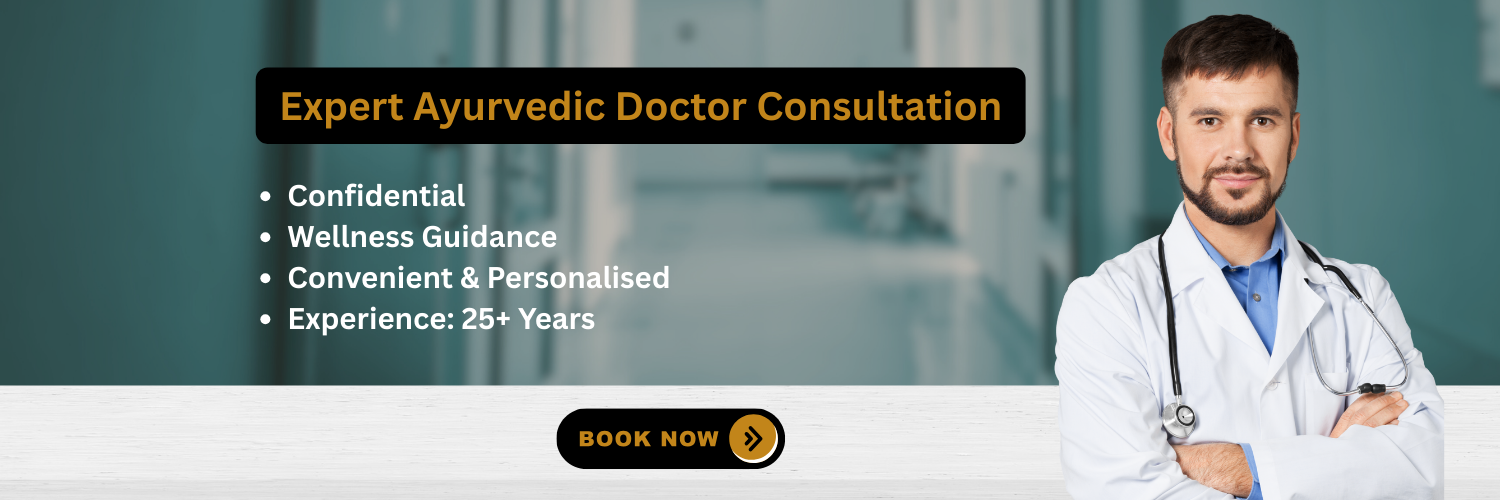 Expert Ayurvedic Doctor Consultation
• Confidential
• Wellness Guidance
• Convenient & Personalised
• Experience: 25+ Years
BOOK NOW